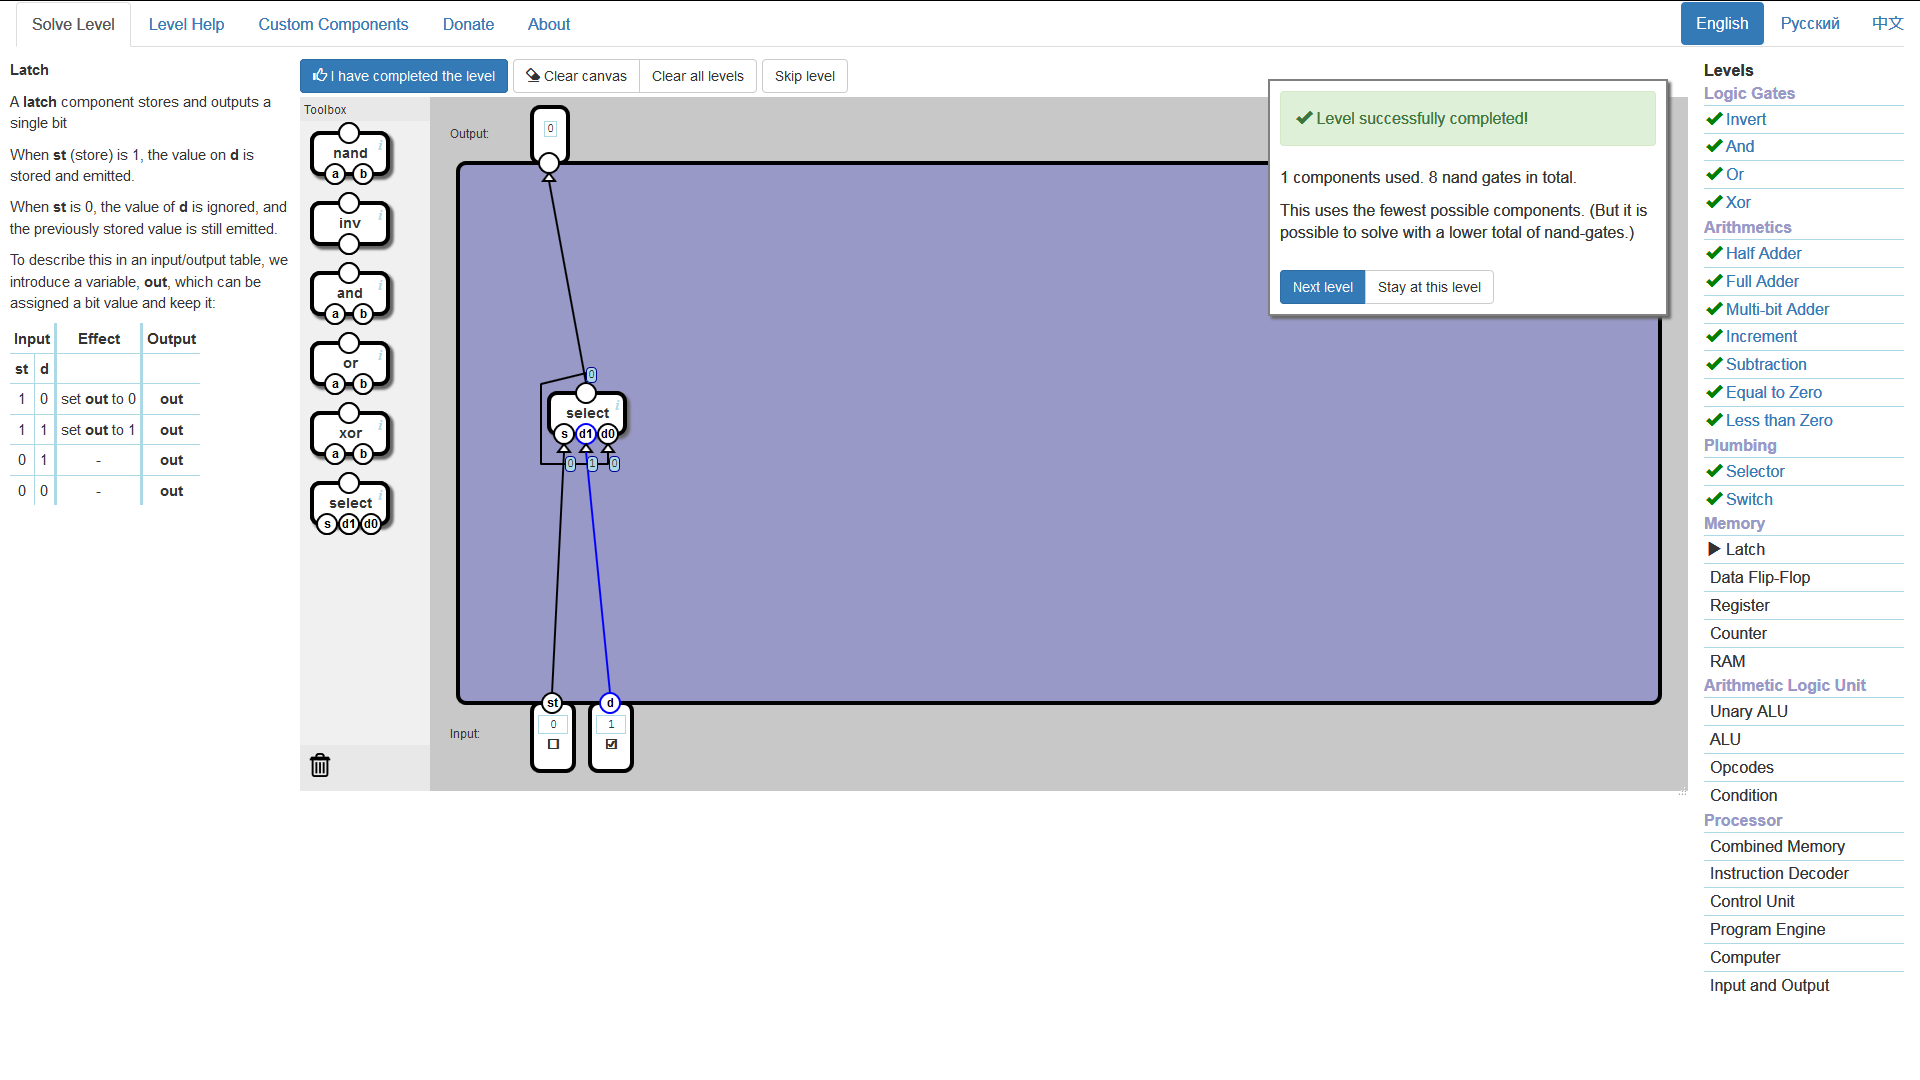 Solve Level
Level Help
Custom Components
Donate
About
English
Русский
中文
Latch
A latch component stores and outputs a
single bit
When st (store) is 1, the value on d is
stored and emitted.
When st is 0, the value of d is ignored, and
the previously stored value is still emitted.
To describe this in an input/output table, we
introduce a variable, out, which can be
assigned a bit value and keep it:
Input Effect Output
st d
1 0 set out to 0 out
1 1 set out to 1 out
0 1 - out
0 0 - out
I have completed the level
Clear canvas
Clear all levels
Skip level
Toolbox
nand
i
a b
inv
i
and
i
a b
or
i
a b
xor
i
a b
select
i
s d1 d0
Output:
0
0
select
i
s d1 d0
0 1 0
st d
Input:
0 1
Level successfully completed!
1 components used. 8 nand gates in total.
This uses the fewest possible components. (But it is
possible to solve with a lower total of nand-gates.)
Next level
Stay at this level
Levels
Logic Gates
Invert
And
Or
Xor
Arithmetics
Half Adder
Full Adder
Multi-bit Adder
Increment
Subtraction
Equal to Zero
Less than Zero
Plumbing
Selector
Switch
Memory
Latch
Data Flip-Flop
Register
Counter
RAM
Arithmetic Logic Unit
Unary ALU
ALU
Opcodes
Condition
Processor
Combined Memory
Instruction Decoder
Control Unit
Program Engine
Computer
Input and Output